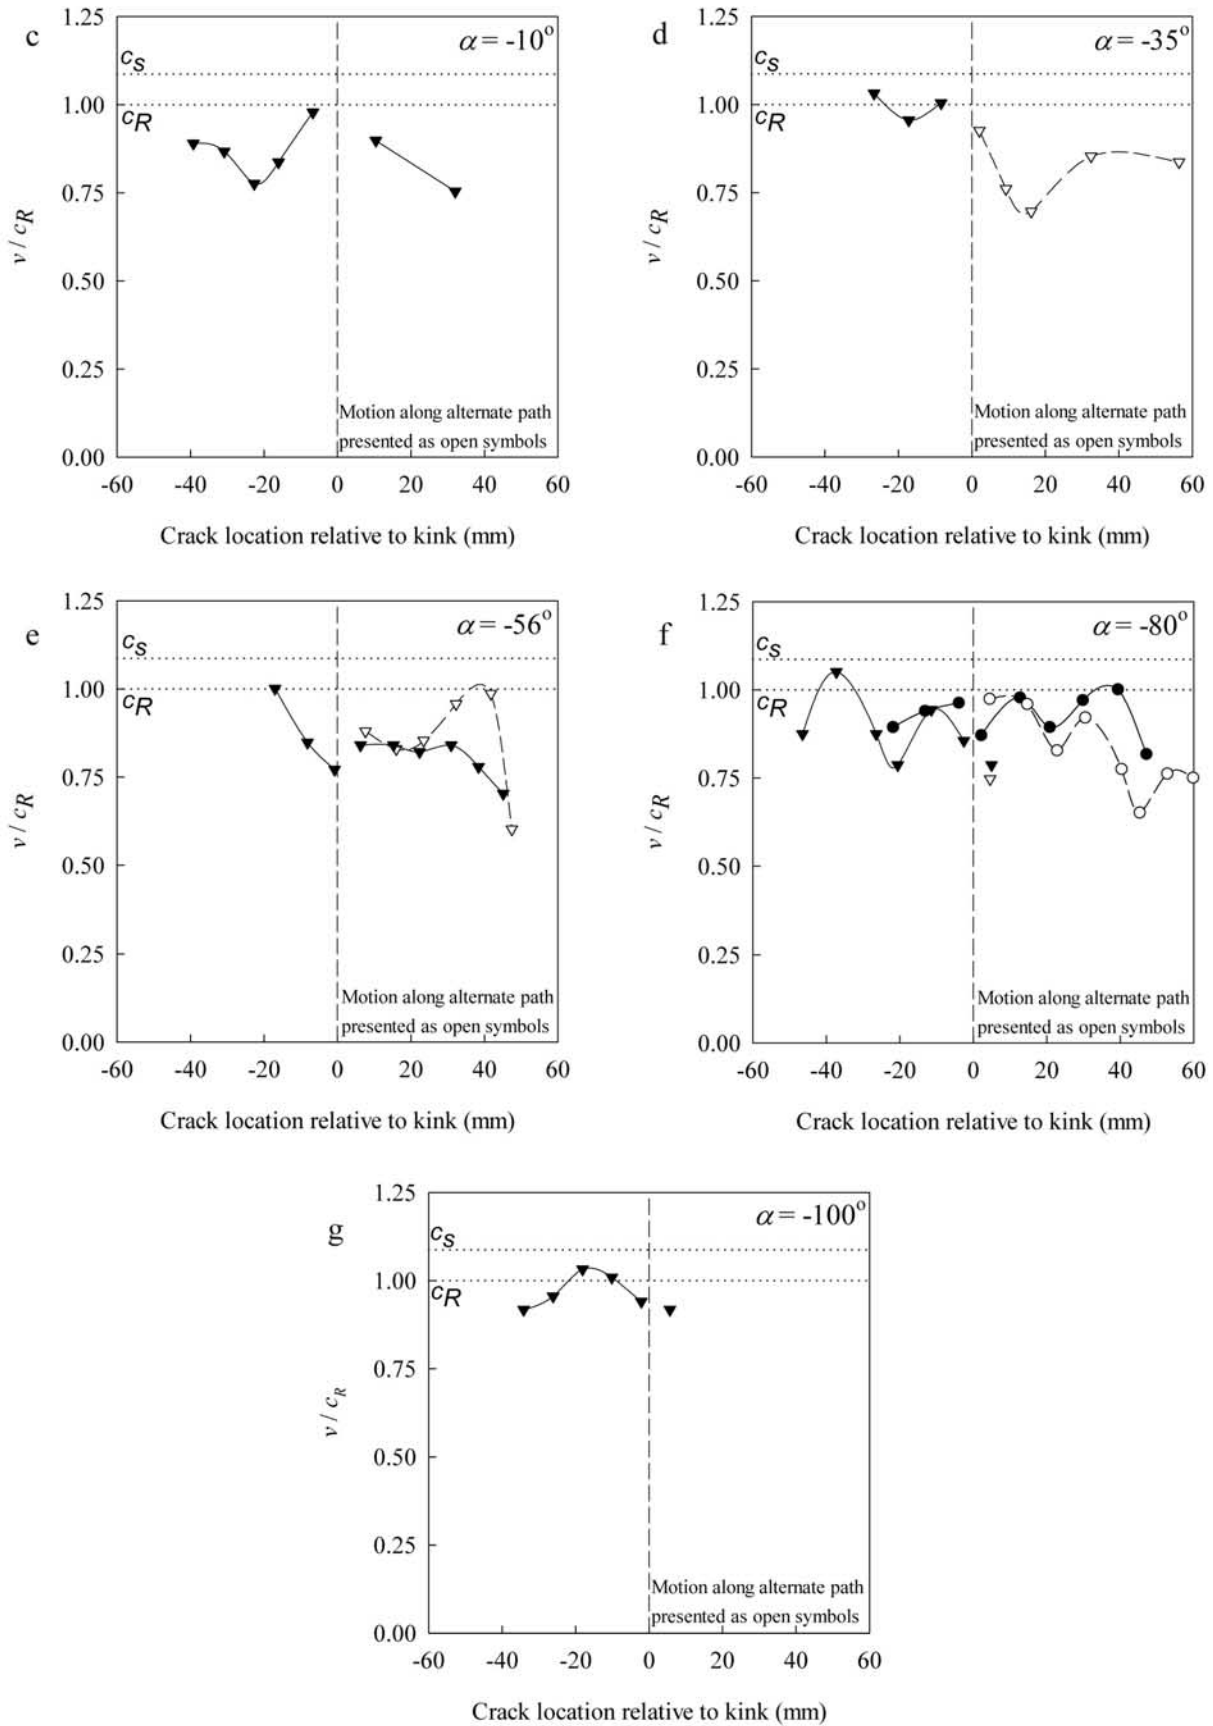 c
α = -10°
1.25
c_S
1.00
c_R
0.75
v / c_R
0.50
0.25
Motion along alternate path
presented as open symbols
0.00
-60 -40 -20 0 20 40 60
Crack location relative to kink (mm)
d
α = -35°
1.25
c_S
1.00
c_R
0.75
v / c_R
0.50
0.25
Motion along alternate path
presented as open symbols
0.00
-60 -40 -20 0 20 40 60
Crack location relative to kink (mm)
e
α = -56°
1.25
c_S
1.00
c_R
0.75
v / c_R
0.50
0.25
Motion along alternate path
presented as open symbols
0.00
-60 -40 -20 0 20 40 60
Crack location relative to kink (mm)
f
α = -80°
1.25
c_S
1.00
c_R
0.75
v / c_R
0.50
0.25
Motion along alternate path
presented as open symbols
0.00
-60 -40 -20 0 20 40 60
Crack location relative to kink (mm)
g
α = -100°
1.25
c_S
1.00
c_R
0.75
v / c_R
0.50
0.25
Motion along alternate path
presented as open symbols
0.00
-60 -40 -20 0 20 40 60
Crack location relative to kink (mm)